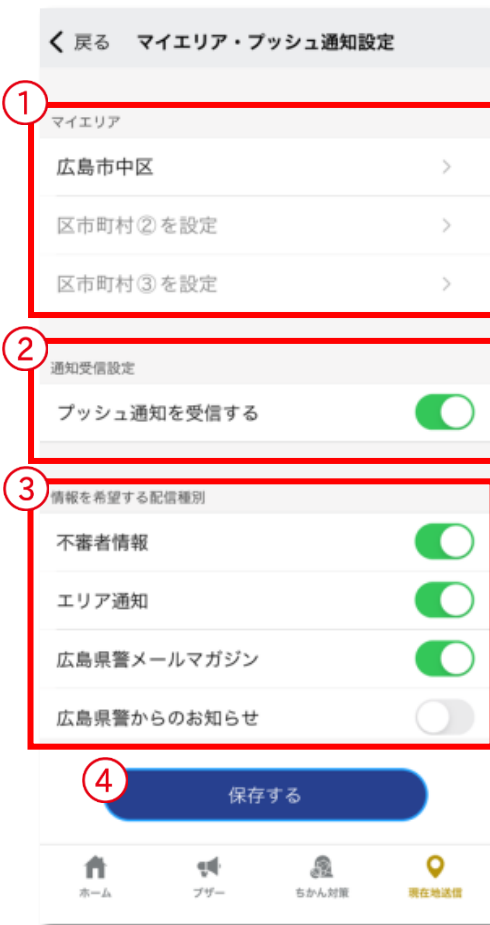 戻る マイエリア・プッシュ通知設定
1
マイエリア
広島市中区
区市町村②を設定
区市町村③を設定
2
通知受信設定
プッシュ通知を受信する
3
情報を希望する配信種別
不審者情報
エリア通知
広島県警メールマガジン
広島県警からのお知らせ
4
保存する
ホーム ブザー ちかん対策 現在地送信